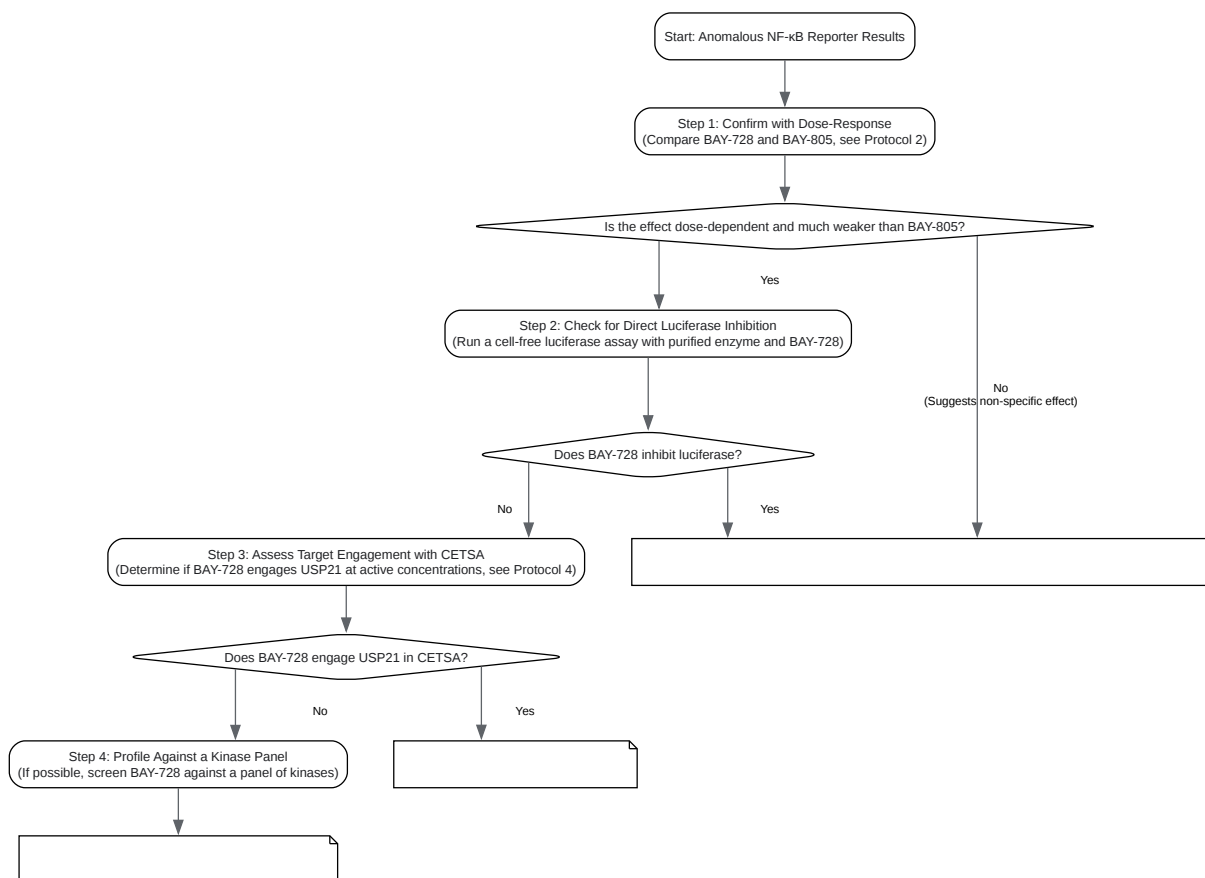 Start: Anomalous NF-κB Reporter Results
Step 1: Confirm with Dose-Response
(Compare BAY-728 and BAY-805, see Protocol 2)
Is the effect dose-dependent and much weaker than BAY-805?
Yes
Step 2: Check for Direct Luciferase Inhibition
(Run a cell-free luciferase assay with purified enzyme and BAY-728)
No
(Suggests non-specific effect)
Does BAY-728 inhibit luciferase?
No
Yes
Step 3: Assess Target Engagement with CETSA
(Determine if BAY-728 engages USP21 at active concentrations, see Protocol 4)
Does BAY-728 engage USP21 in CETSA?
No
Yes
Step 4: Profile Against a Kinase Panel
(If possible, screen BAY-728 against a panel of kinases)